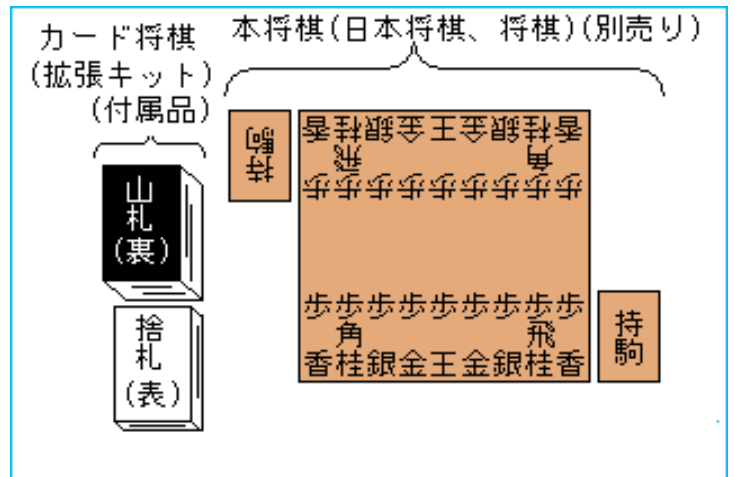 カード将棋
(拡張キット)
(付属品)
本将棋(日本将棋、将棋)(別売り)
山札
(裏)
捨札
(表)
持駒
香桂銀金王金銀桂香
飛角
歩歩歩歩歩歩歩歩歩
歩歩歩歩歩歩歩歩歩
角飛
香桂銀金王金銀桂香
持駒